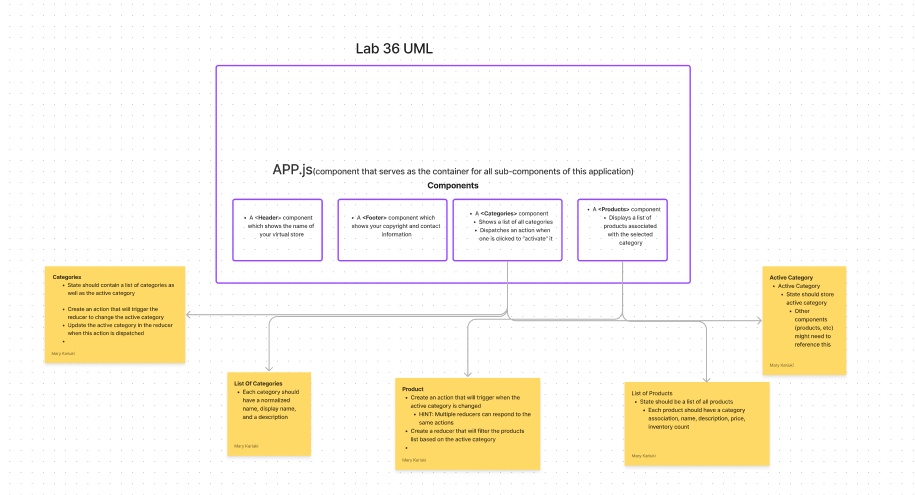 Lab 36 UML
APP.js(component that serves as the container for all sub-components of this application)
Components
• A <Header> component
which shows the name of
your virtual store
• A <Footer> component which
shows your copyright and contact
information
• A <Categories> component
• Shows a list of all categories
• Dispatches an action when
one is clicked to "activate" it
• A <Products> component
• Displays a list of
products associated
with the selected
category
Categories
• State should contain a list of categories as
well as the active category
• Create an action that will trigger the
reducer to change the active category
• Update the active category in the reducer
when this action is dispatched
•
Mary Kariuki
List Of Categories
• Each category should
have a normalized
name, display name,
and a description
Mary Kariuki
Product
• Create an action that will trigger when the
active category is changed
• HINT: Multiple reducers can respond to the
same actions
• Create a reducer that will filter the products
list based on the active category
•
Mary Kariuki
List of Products
• State should be a list of all products
• Each product should have a category
association, name, description, price,
inventory count
Mary Kariuki
Active Category
• Active Category
• State should store
active category
• Other
components
(products, etc)
might need to
reference this
Mary Kariuki